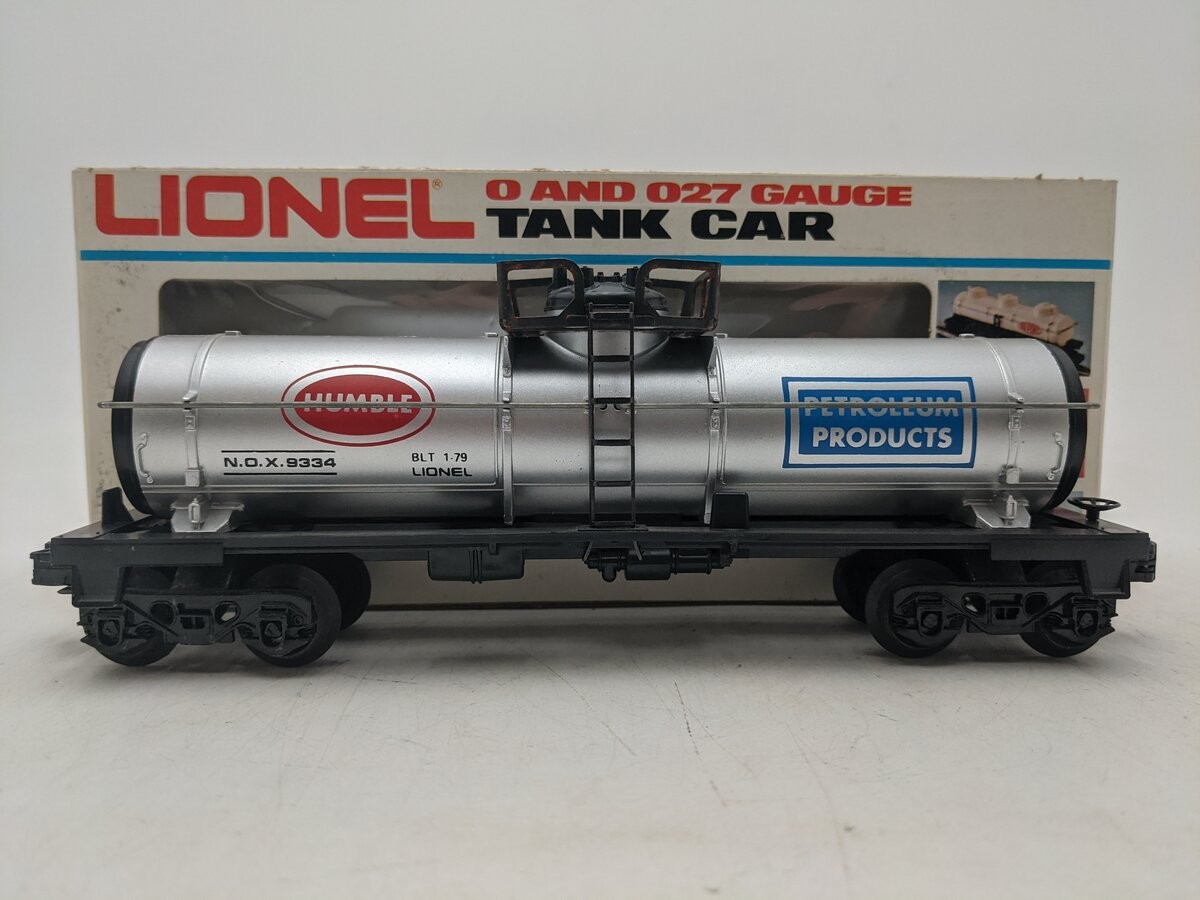 LIONEL®
O AND O27 GAUGE
TANK CAR
HUMBLE
N.O.X.9334
BLT 1-79
LIONEL
PETROLEUM
PRODUCTS